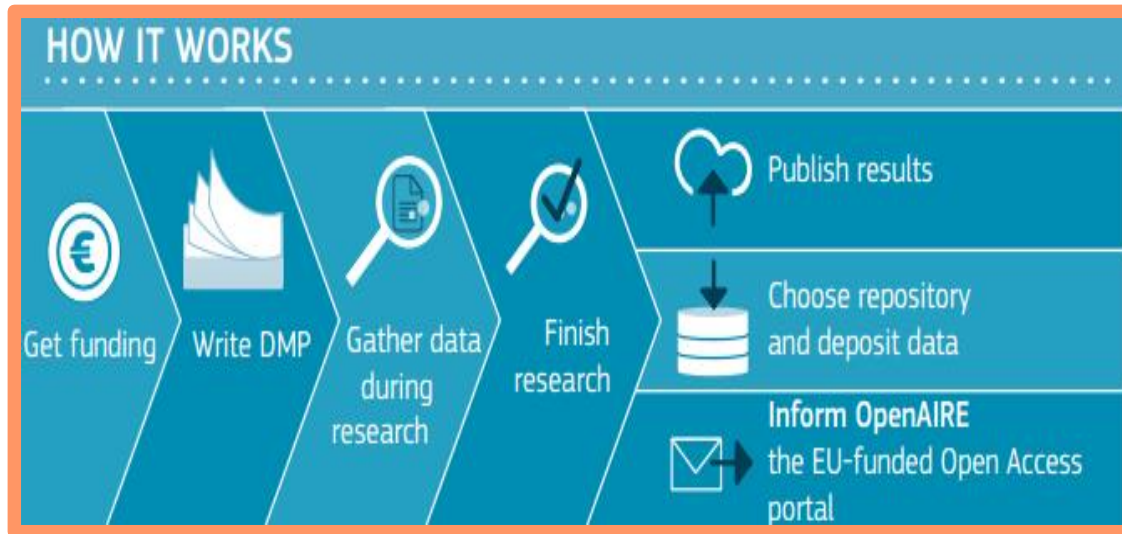 HOW IT WORKS
€
Get funding
Write DMP
Gather data
during
research
Finish
research
Publish results
Choose repository
and deposit data
Inform OpenAIRE
the EU-funded Open Access
portal